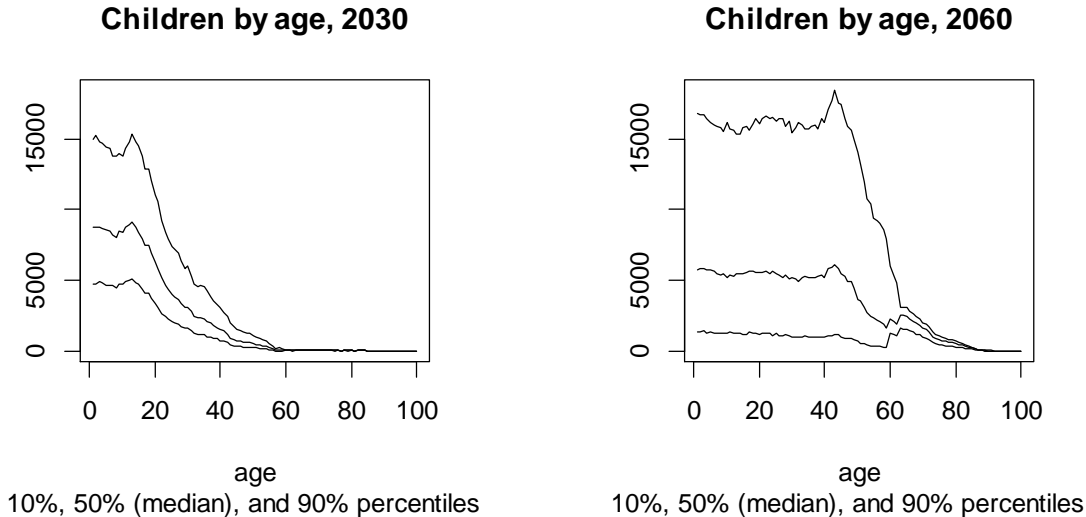 Children by age, 2030
15000
5000
0
0 20 40 60 80 100
age
10%, 50% (median), and 90% percentiles
Children by age, 2060
15000
5000
0
0 20 40 60 80 100
age
10%, 50% (median), and 90% percentiles